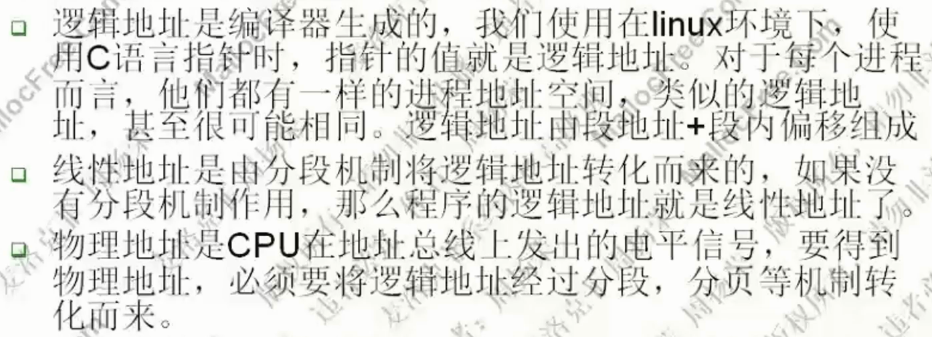 逻辑地址是编译器生成的，我们使用在linux环境下，使
用C语言指针时，指针的值就是逻辑地址。对于每个进程
而言，他们都有一样的进程地址空间，类似的逻辑地
址，甚至很可能相同。逻辑地址由段地址+段内偏移组成
线性地址是由分段机制将逻辑地址转化而来的，如果没
有分段机制作用，那么程序的逻辑地址就是线性地址了。
物理地址是CPU在地址总线上发出的电平信号，要得到
物理地址，必须要将逻辑地址经过分段，分页等机制转
化而来。